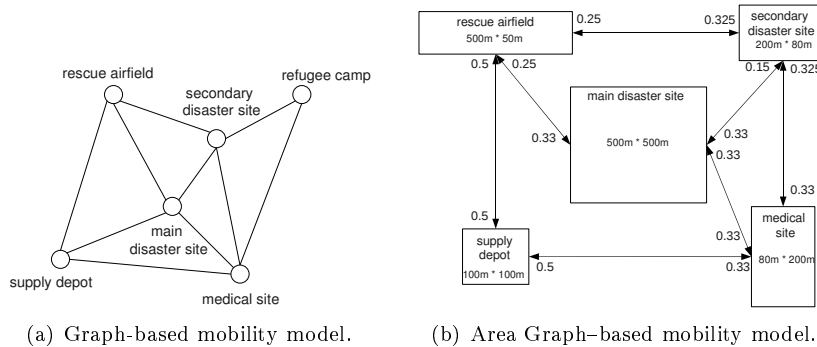 rescue airfield
refugee camp
secondary
disaster site
main
disaster site
supply depot
medical site
(a) Graph-based mobility model.
rescue airfield
500m * 50m
0.25
0.325
secondary
disaster site
200m * 80m
0.5
0.25
0.15
0.325
main disaster site
500m * 500m
0.33
0.33
0.33
0.33
0.5
0.33
supply
depot
100m * 100m
0.5
0.33
medical
site
80m * 200m
(b) Area Graph–based mobility model.